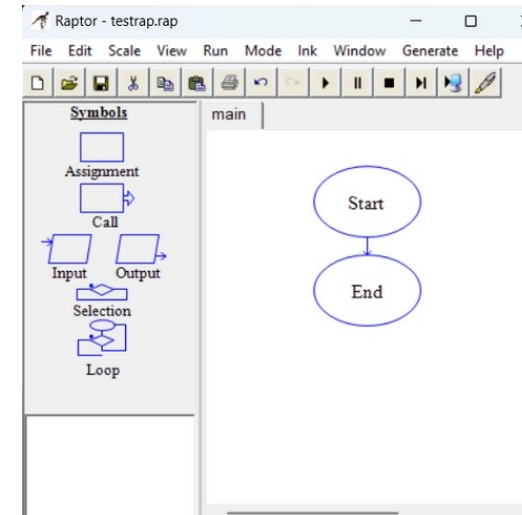 Raptor - testrap.rap
File Edit Scale View Run Mode Ink Window Generate Help
Symbols
main
Assignment
Call
Input Output
Selection
Loop
Start
End